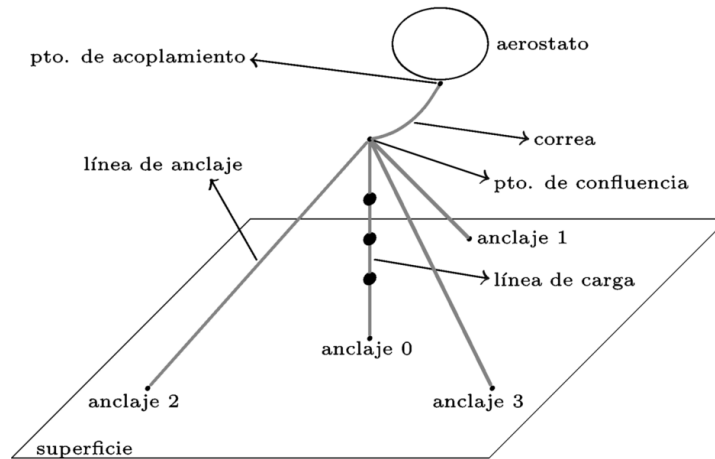 aerostato
pto. de acoplamiento
correa
línea de anclaje
pto. de confluencia
anclaje 1
línea de carga
anclaje 0
anclaje 2
anclaje 3
superficie